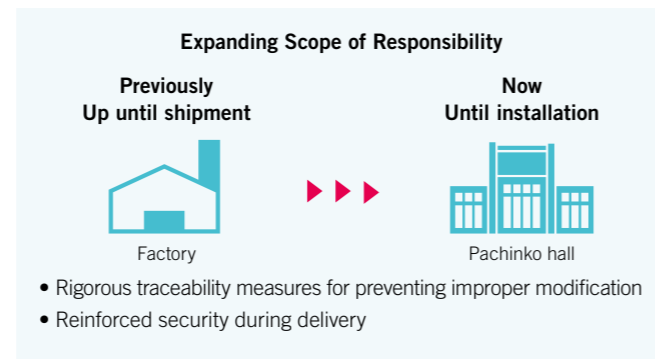 Expanding Scope of Responsibility
Previously
Up until shipment
Now
Until installation
Factory
Pachinko hall
• Rigorous traceability measures for preventing improper modification
• Reinforced security during delivery